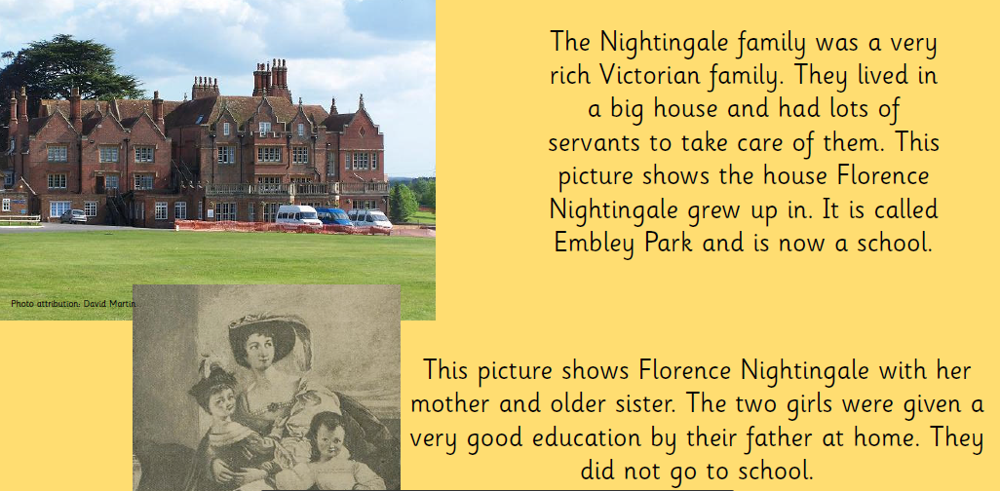 The Nightingale family was a very
rich Victorian family. They lived in
a big house and had lots of
servants to take care of them. This
picture shows the house Florence
Nightingale grew up in. It is called
Embley Park and is now a school.
Photo attribution: David Martin
This picture shows Florence Nightingale with her
mother and older sister. The two girls were given a
very good education by their father at home. They
did not go to school.